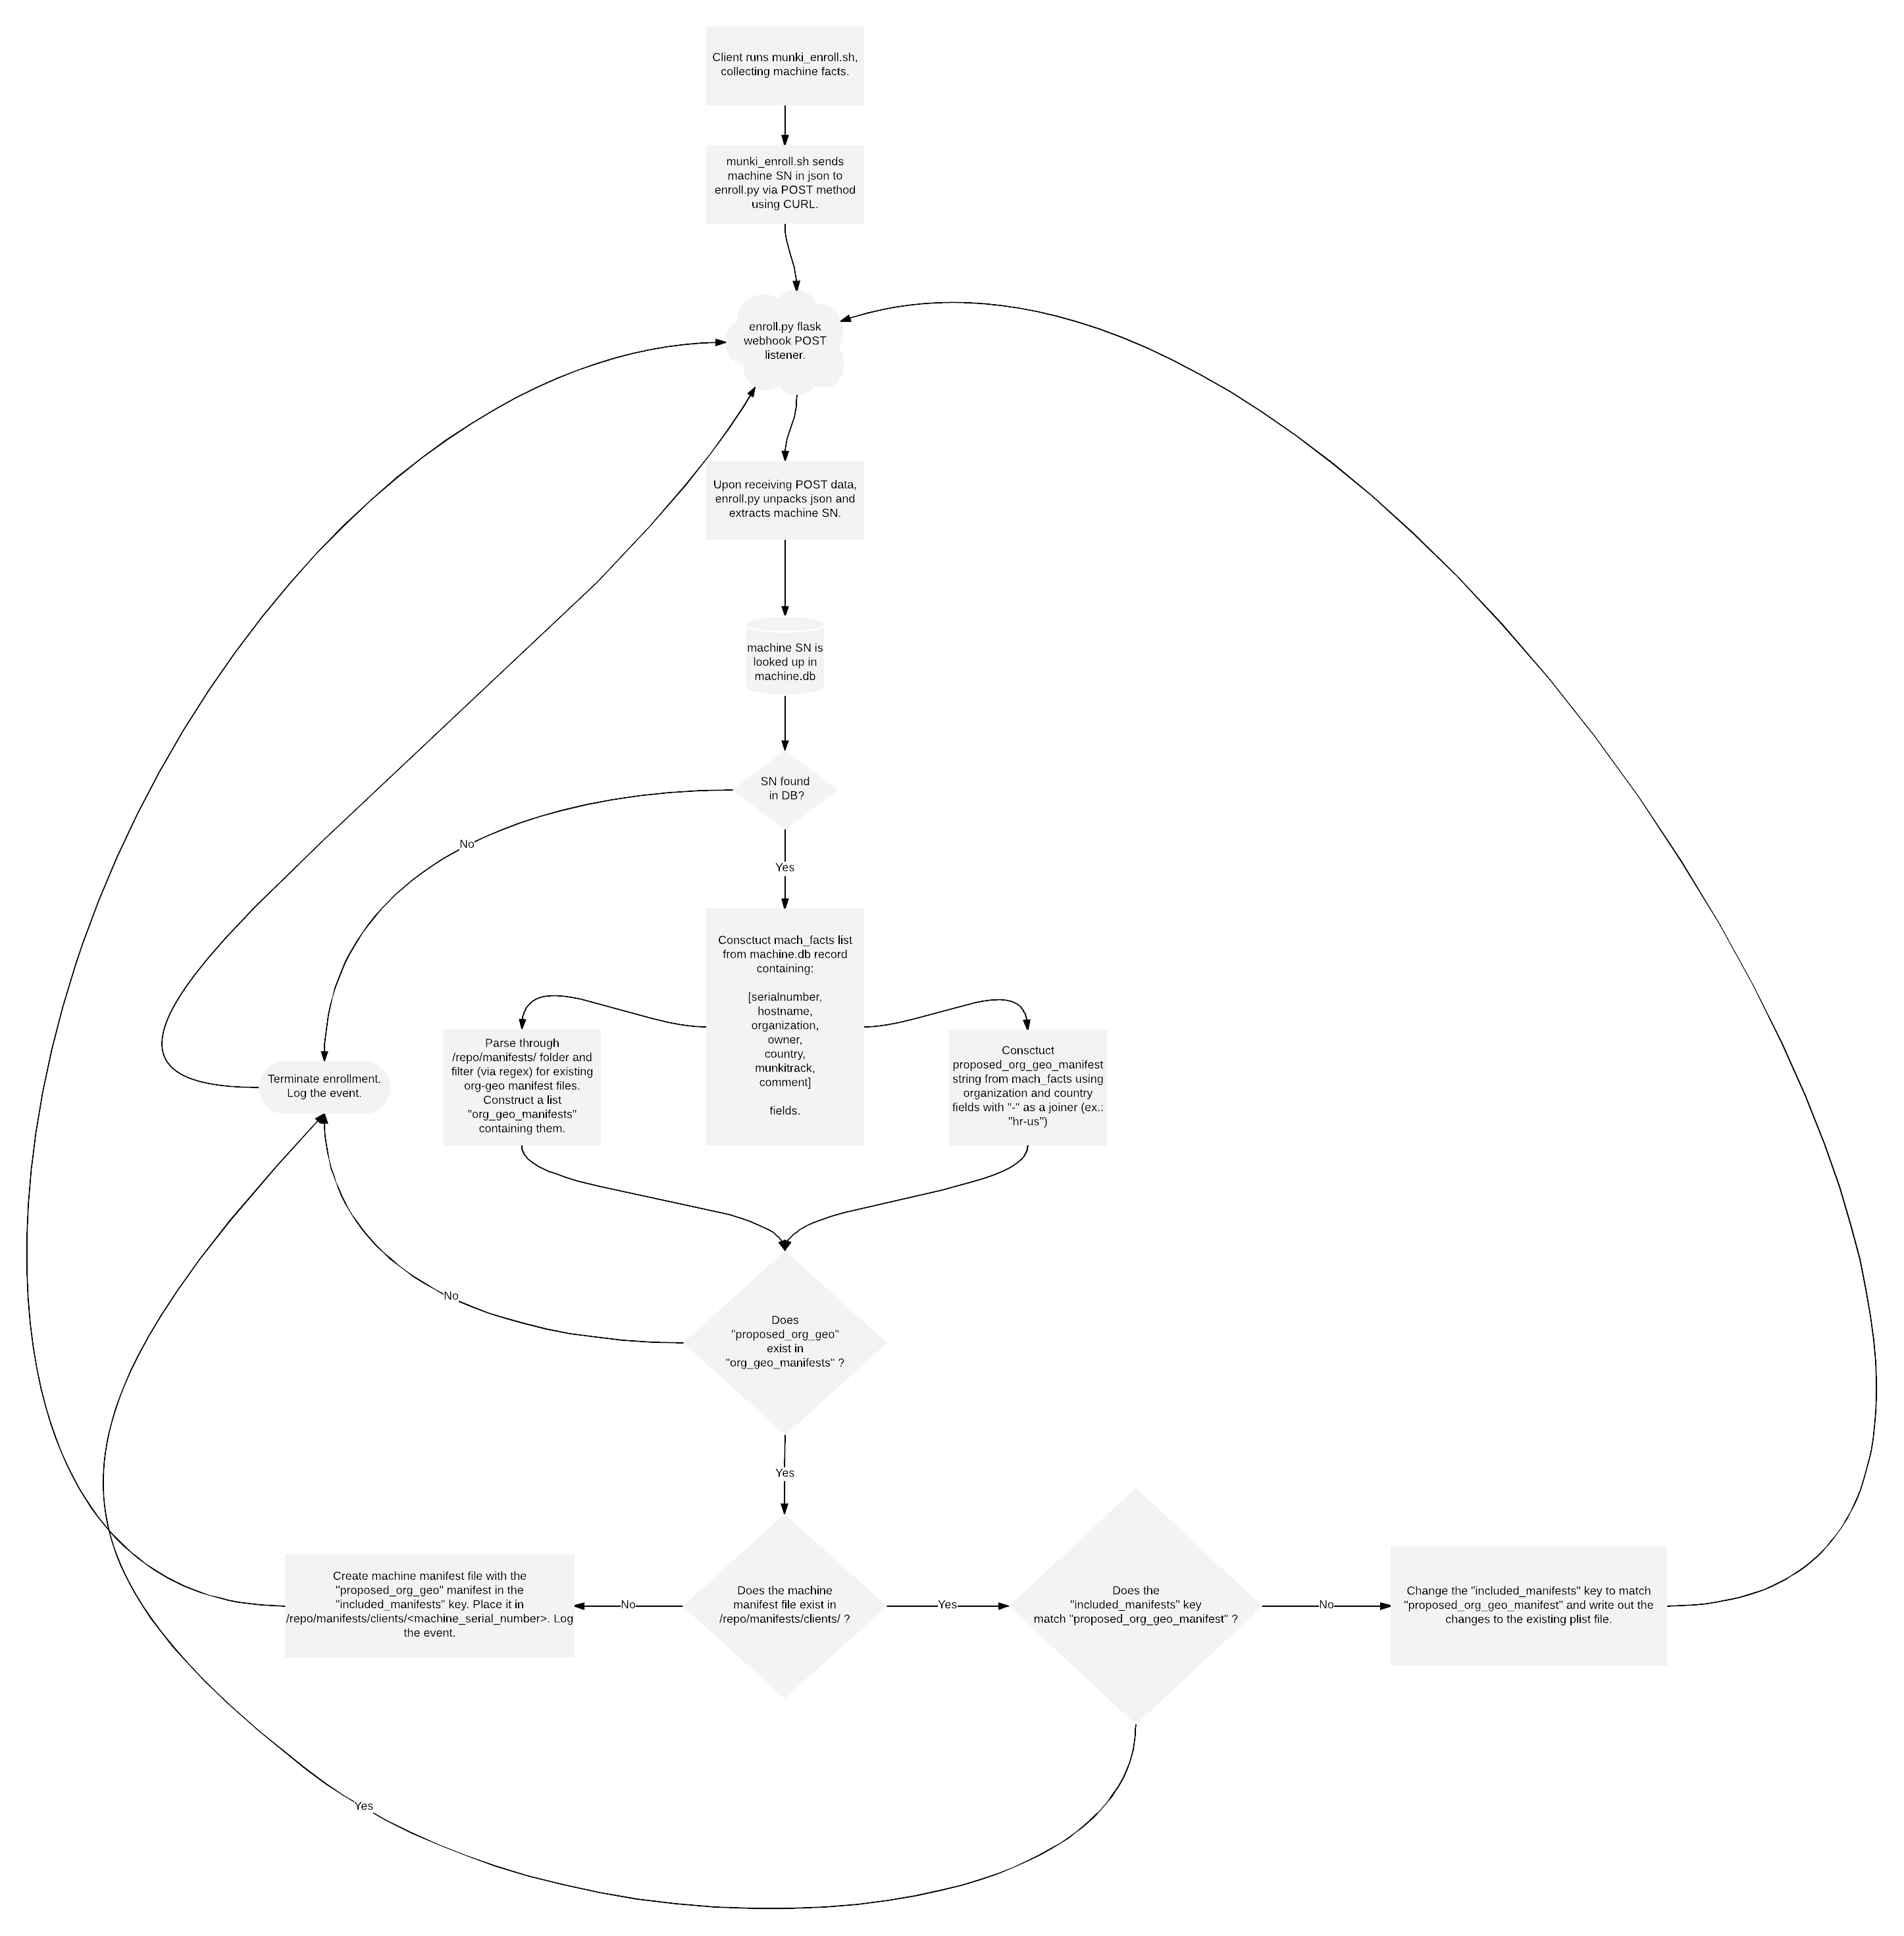 Client runs munki_enroll.sh,
collecting machine facts.
munki_enroll.sh sends
machine SN in json to
enroll.py via POST method
using CURL.
enroll.py flask
webhook POST
listener.
Upon receiving POST data,
enroll.py unpacks json and
extracts machine SN.
machine SN is
looked up in
machine.db
SN found
in DB?
No
Yes
Consctuct mach_facts list
from machine.db record
containing:
[serialnumber,
hostname,
organization,
owner,
country,
munkitrack,
comment]
fields.
Parse through
/repo/manifests/ folder and
filter (via regex) for existing
org-geo manifest files.
Construct a list
"org_geo_manifests"
containing them.
Consctuct
proposed_org_geo_manifest
string from mach_facts using
organization and country
fields with "-" as a joiner (ex.:
"hr-us")
Terminate enrollment.
Log the event.
No
Does
"proposed_org_geo"
exist in
"org_geo_manifests" ?
Yes
Create machine manifest file with the
"proposed_org_geo" manifest in the
"included_manifests" key. Place it in
/repo/manifests/clients/<machine_serial_number>. Log
the event.
No
Does the machine
manifest file exist in
/repo/manifests/clients/ ?
Yes
Does the
"included_manifests" key
match "proposed_org_geo_manifest" ?
No
Change the "included_manifests" key to match
"proposed_org_geo_manifest" and write out the
changes to the existing plist file.
Yes